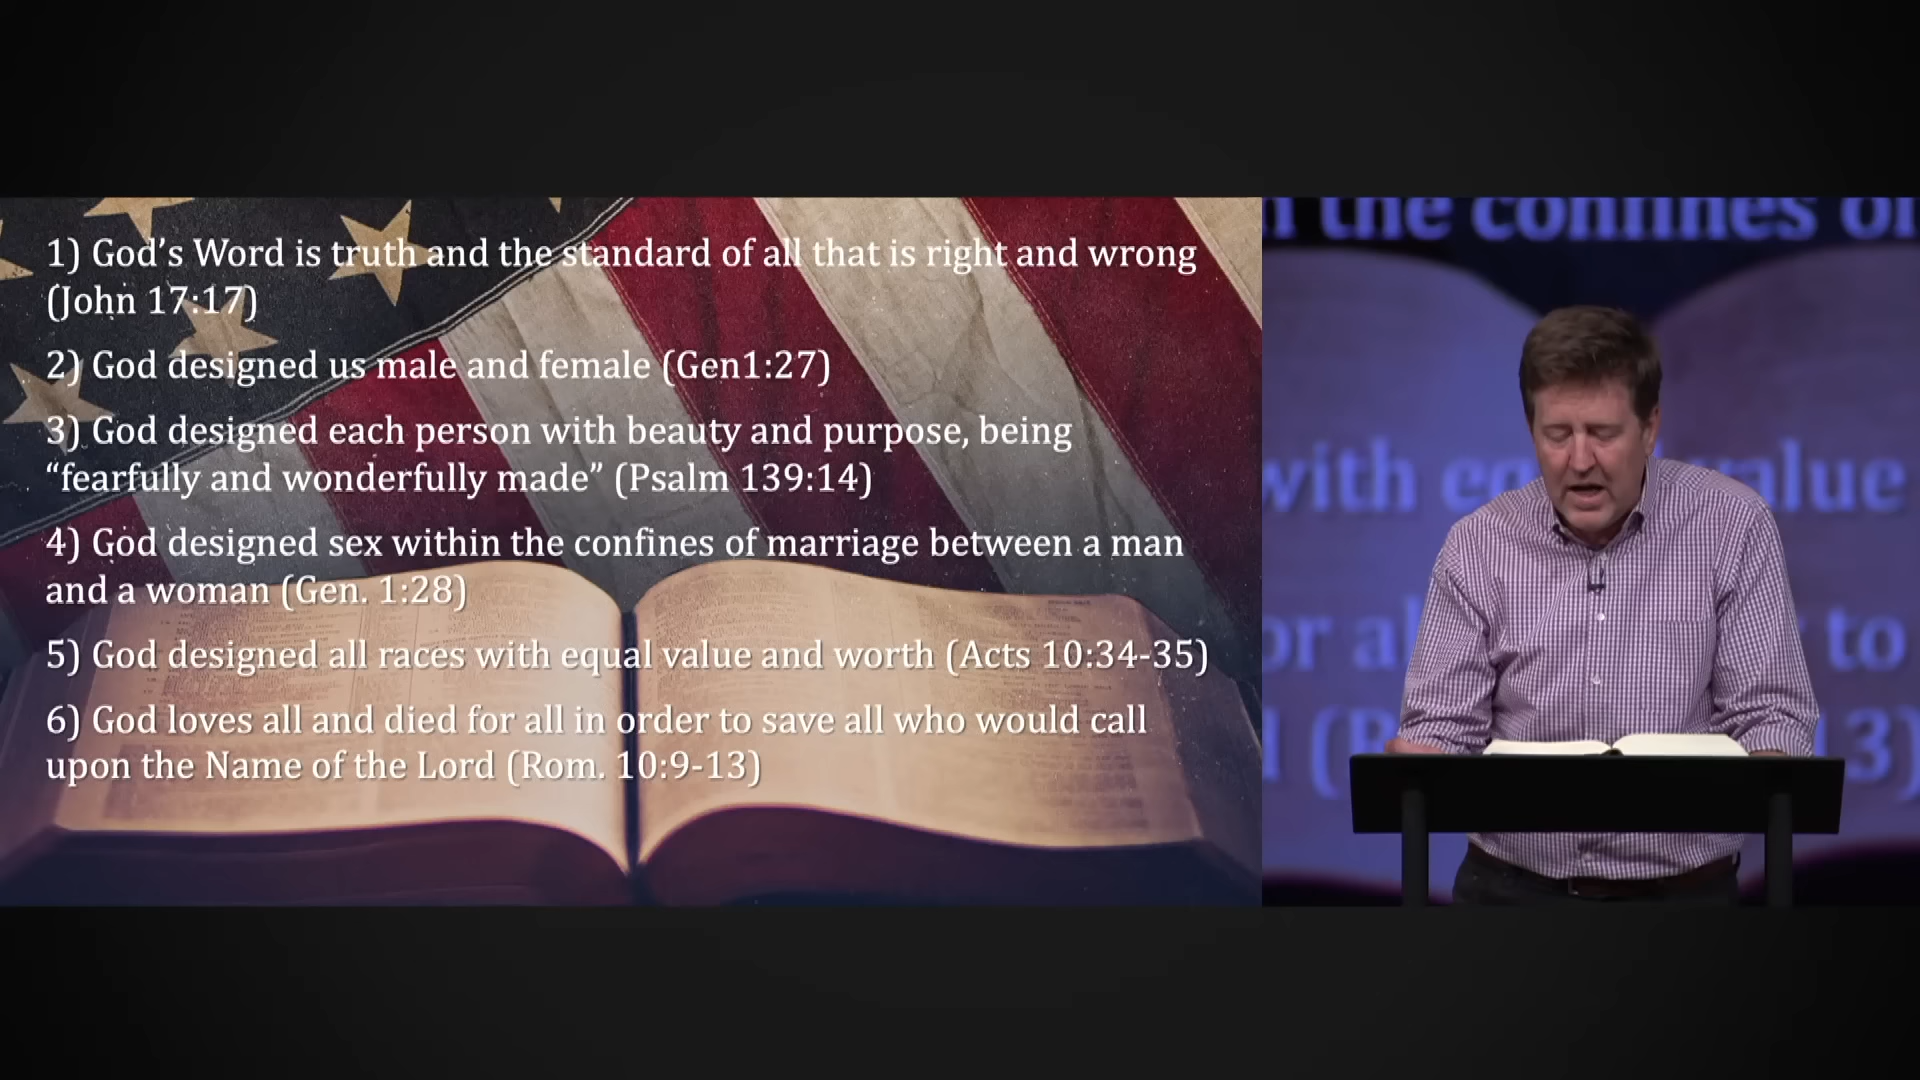 1) God’s Word is truth and the standard of all that is right and wrong
(John 17:17)
2) God designed us male and female (Gen1:27)
3) God designed each person with beauty and purpose, being
“fearfully and wonderfully made” (Psalm 139:14)
4) God designed sex within the confines of marriage between a man
and a woman (Gen. 1:28)
5) God designed all races with equal value and worth (Acts 10:34-35)
6) God loves all and died for all in order to save all who would call
upon the Name of the Lord (Rom. 10:9-13)
the confines of
with value
to